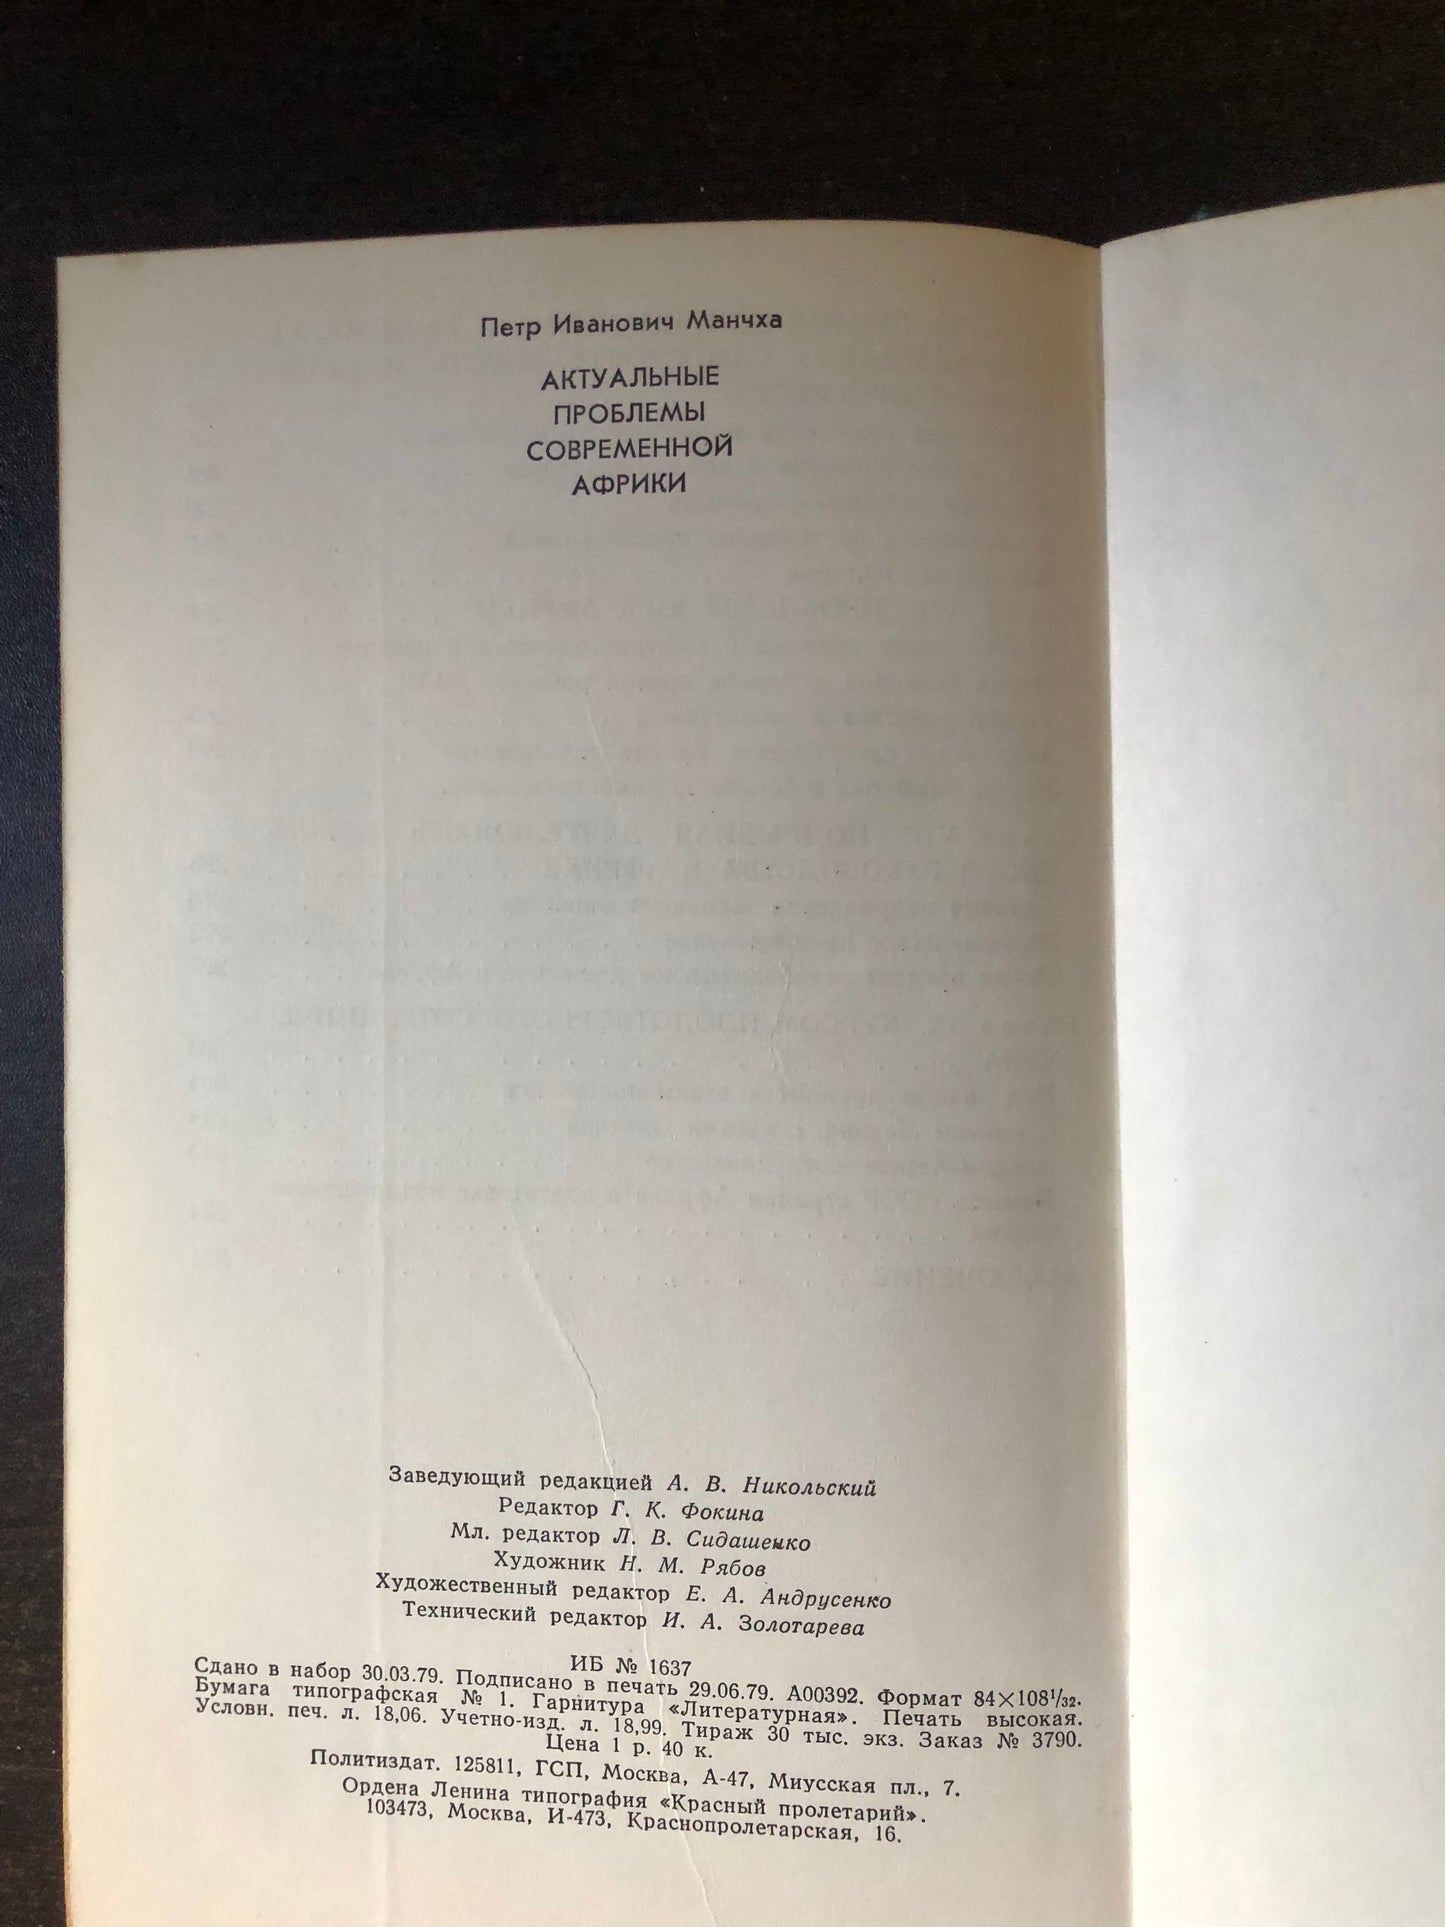 Петр Иванович Манчха
АКТУАЛЬНЫЕ
ПРОБЛЕМЫ
СОВРЕМЕННОЙ
АФРИКИ
Заведующий редакцией А. В. Никольский
Редактор Г. К. Фокина
Мл. редактор Л. В. Сидашенко
Художник Н. М. Рябов
Художественный редактор Е. А. Андрусенко
Технический редактор И. А. Золотарева
ИБ № 1637
Сдано в набор 30.03.79. Подписано в печать 29.06.79. А00392. Формат 84×108¹/₃₂.
Бумага типографская № 1. Гарнитура «Литературная». Печать высокая.
Условн. печ. л. 18,06. Учетно-изд. л. 18,99. Тираж 30 тыс. экз. Заказ № 3790.
Цена 1 р. 40 к.
Политиздат. 125811, ГСП, Москва, А-47, Миусская пл., 7.
Ордена Ленина типография «Красный пролетарий».
103473, Москва, И-473, Краснопролетарская, 16.